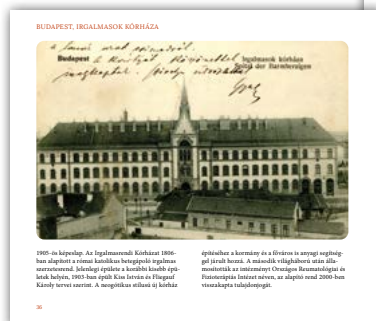 BUDAPEST, IRGALMASOK KÓRHÁZA
Budapest
Irgalmasok kórház
Spital der Barmherzigen
1905-ös képeslap. Az Irgalmasrendi Kórházat 1806-
ban alapított a római katolikus betegápoló irgalmas
szerzetesrend. Jelenlegi épülete a korábbi kisebb épü-
letek helyén, 1903-ban épült Kiss István és Fliegauf
Károly tervei szerint. A neogótikus stílusú új kórház
építéséhez a kormány és a főváros is anyagi segítség-
gel járult hozzá. A második világháború után álla-
mosították az intézményt Országos Reumatológiai és
Fizioterápiás Intézet néven, az alapító rend 2000-ben
visszakapta tulajdonjogát.
36